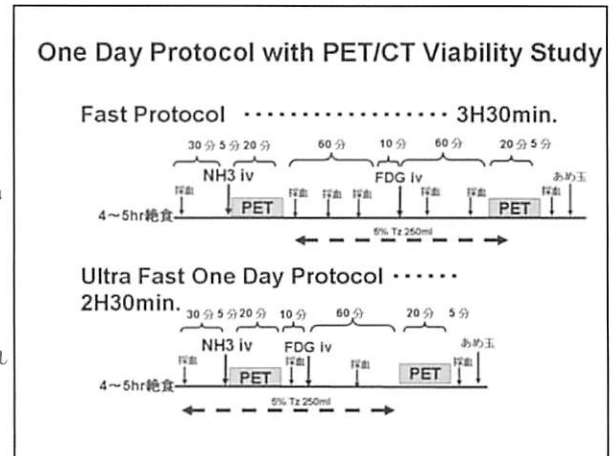 One Day Protocol with PET/CT Viability Study
Fast Protocol ・・・・・・・・・・・・・・・・・・ 3H30min.
30分 5分 20分 60分 10分 60分 20分 5分
NH3 iv FDG iv あめ玉
採血 採血 採血 採血 採血 採血 採血
4～5hr絶食 PET PET
5% Tz 250ml
Ultra Fast One Day Protocol ・・・・・・
2H30min.
30分 5分 20分 10分 60分 20分 5分
NH3 iv FDG iv あめ玉
採血 採血 採血 採血
4～5hr絶食 PET PET
5% Tz 250ml